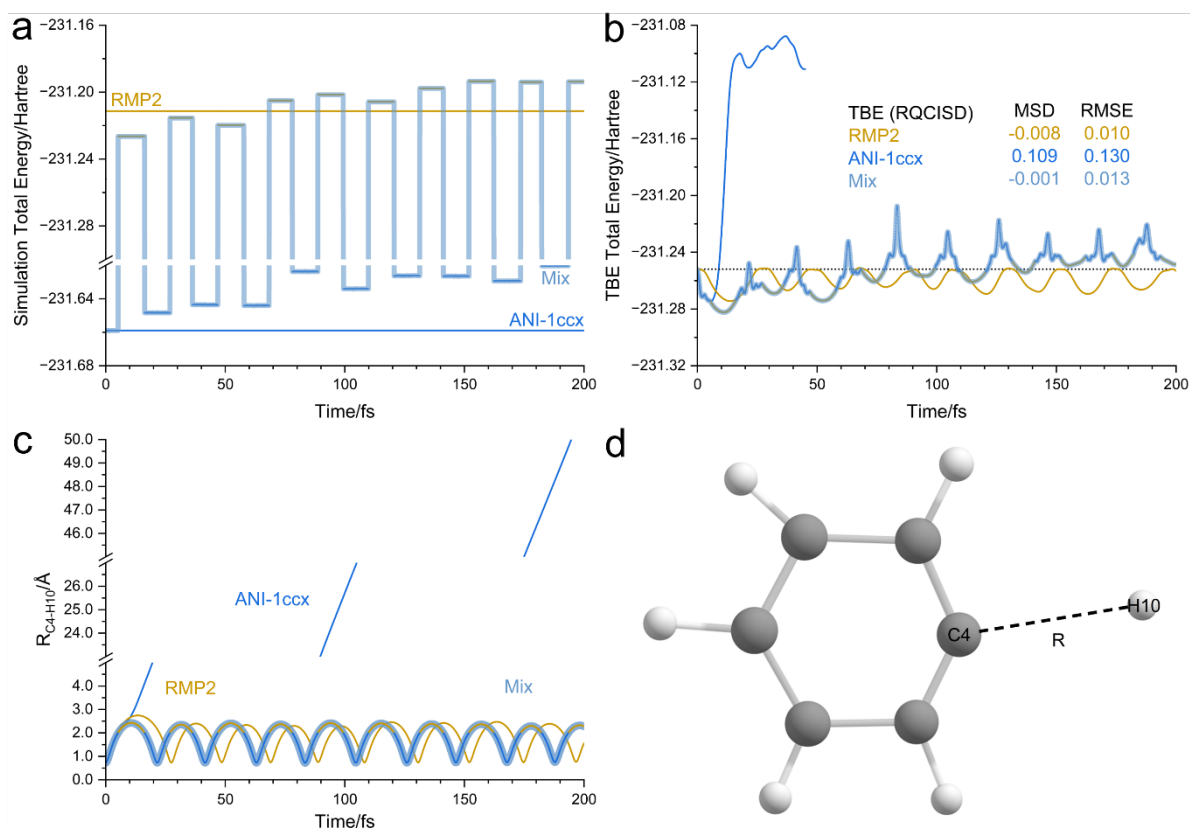 a
Simulation Total Energy/Hartree
−231.16
−231.20
−231.24
−231.28
−231.64
−231.68
RMP2
Mix
ANI-1ccx
0 50 100 150 200
Time/fs
b
TBE Total Energy/Hartree
−231.08
−231.12
−231.16
−231.20
−231.24
−231.28
−231.32
TBE (RQCISD) MSD RMSE
RMP2 -0.008 0.010
ANI-1ccx 0.109 0.130
Mix -0.001 0.013
0 50 100 150 200
Time/fs
c
R_C4-H10/Å
50.0
49.0
48.0
47.0
46.0
26.0
25.0
24.0
4.0
3.0
2.0
1.0
0.0
ANI-1ccx
RMP2
Mix
0 50 100 150 200
Time/fs
d
C4
H10
R